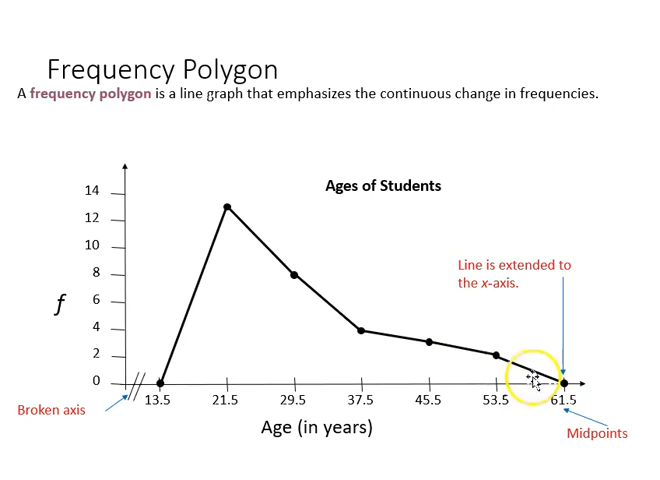 Frequency Polygon
A frequency polygon is a line graph that emphasizes the continuous change in frequencies.
Ages of Students
14
12
10
8
6
4
2
0
f
Line is extended to
the x-axis.
13.5 21.5 29.5 37.5 45.5 53.5 61.5
Broken axis
Age (in years)
Midpoints